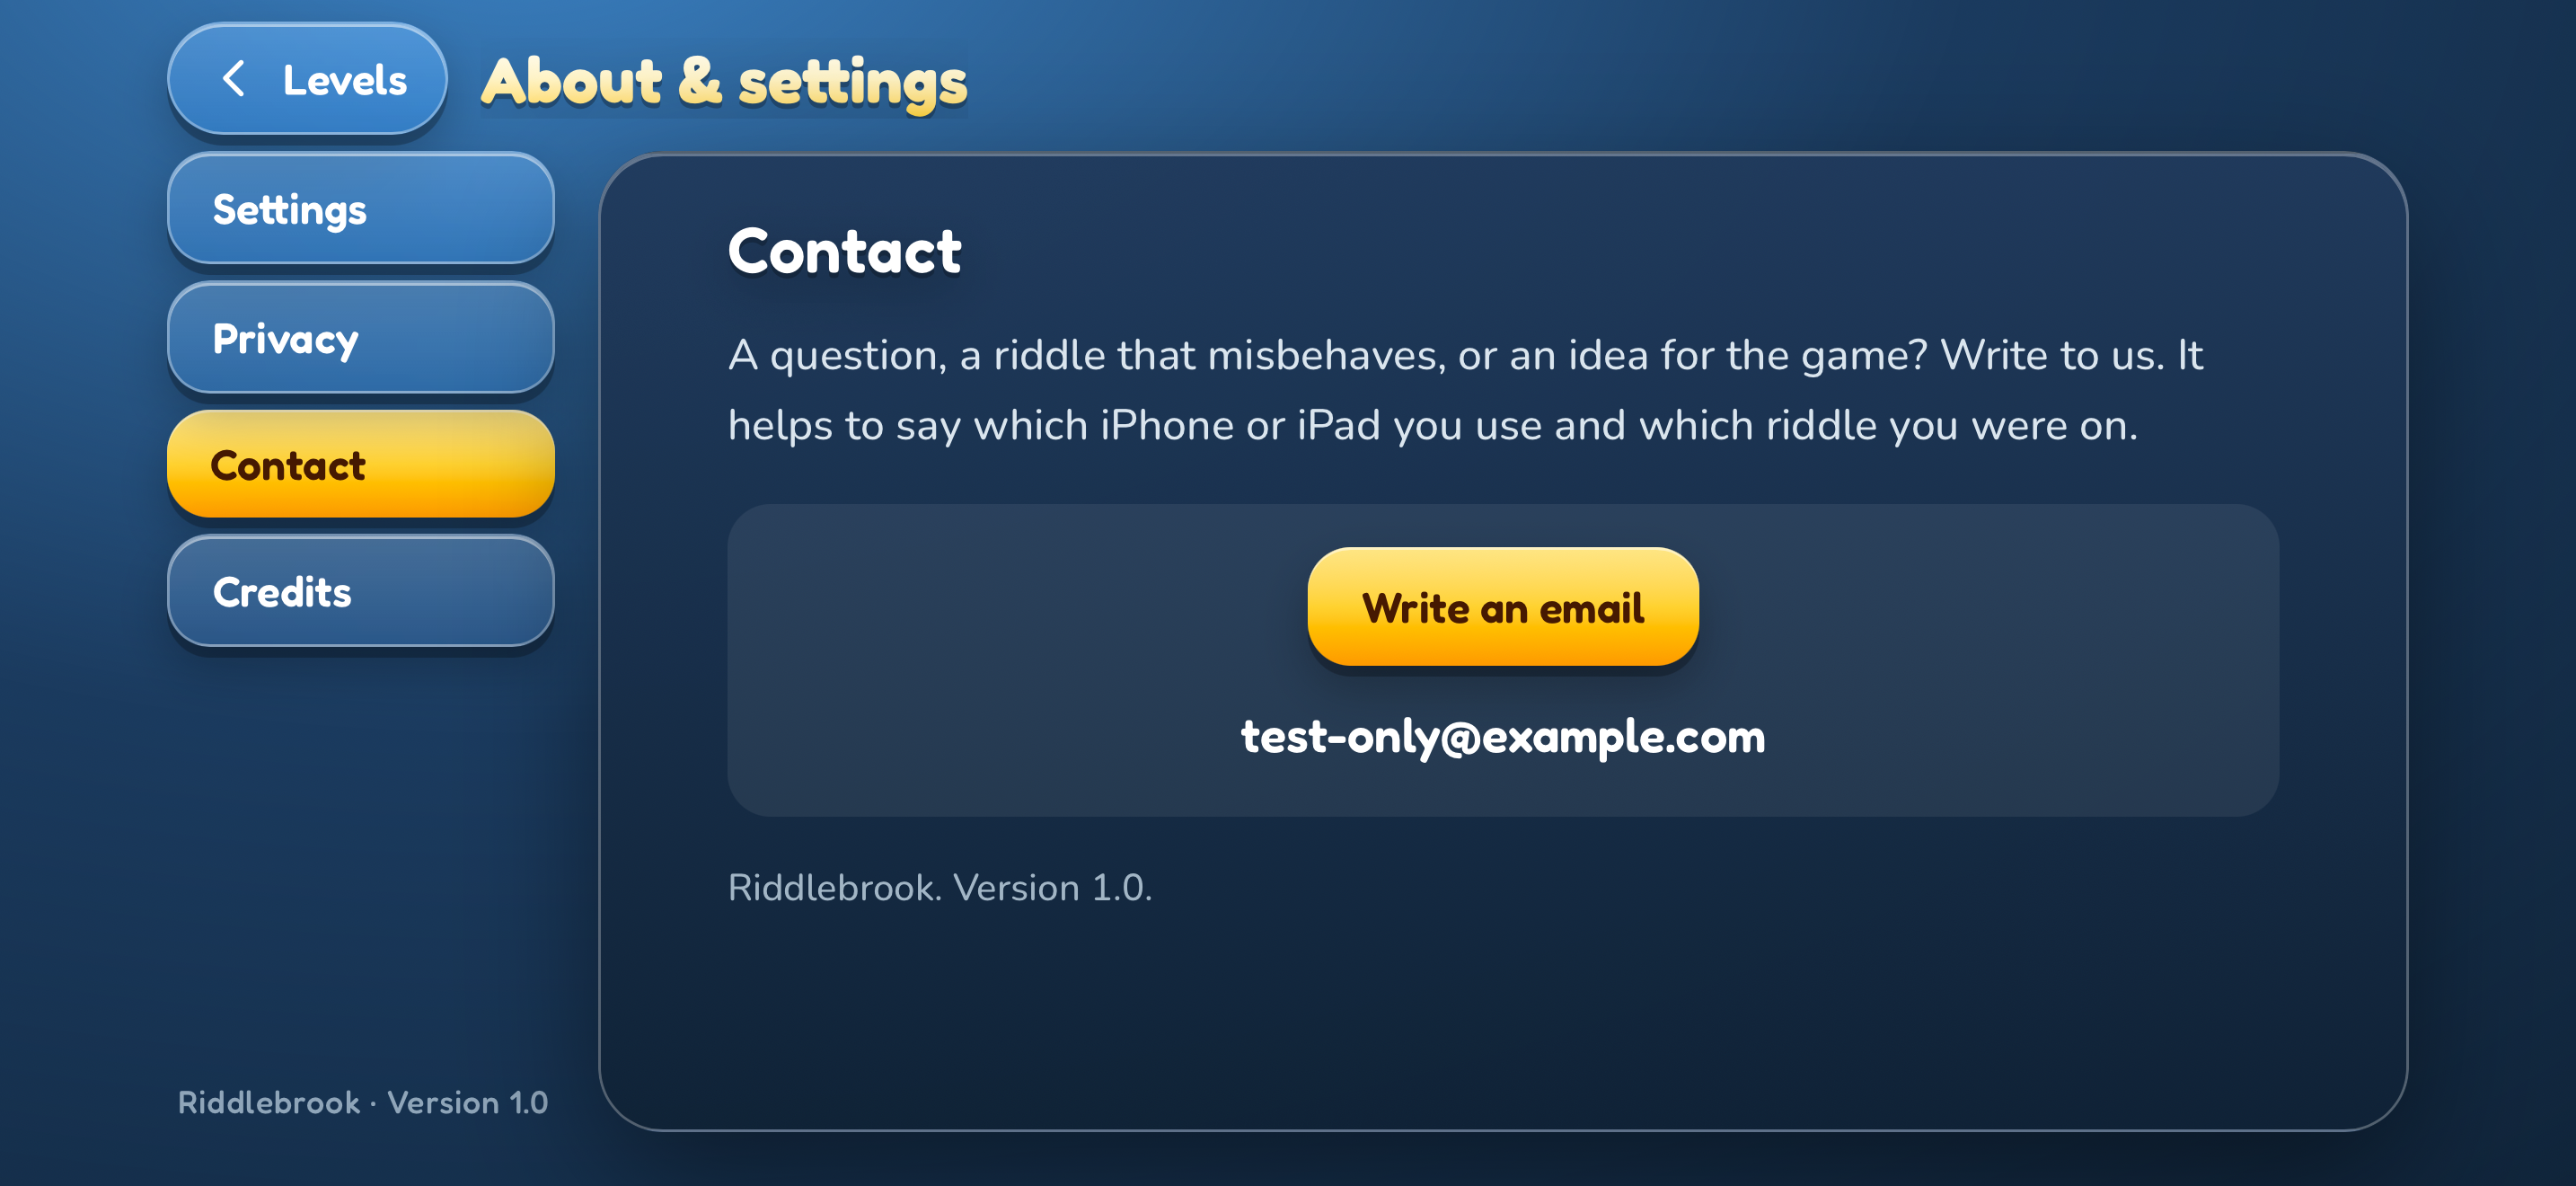 Levels
About & settings
Settings
Privacy
Contact
Credits
Riddlebrook · Version 1.0
Contact
A question, a riddle that misbehaves, or an idea for the game? Write to us. It
helps to say which iPhone or iPad you use and which riddle you were on.
Write an email
test-only@example.com
Riddlebrook. Version 1.0.